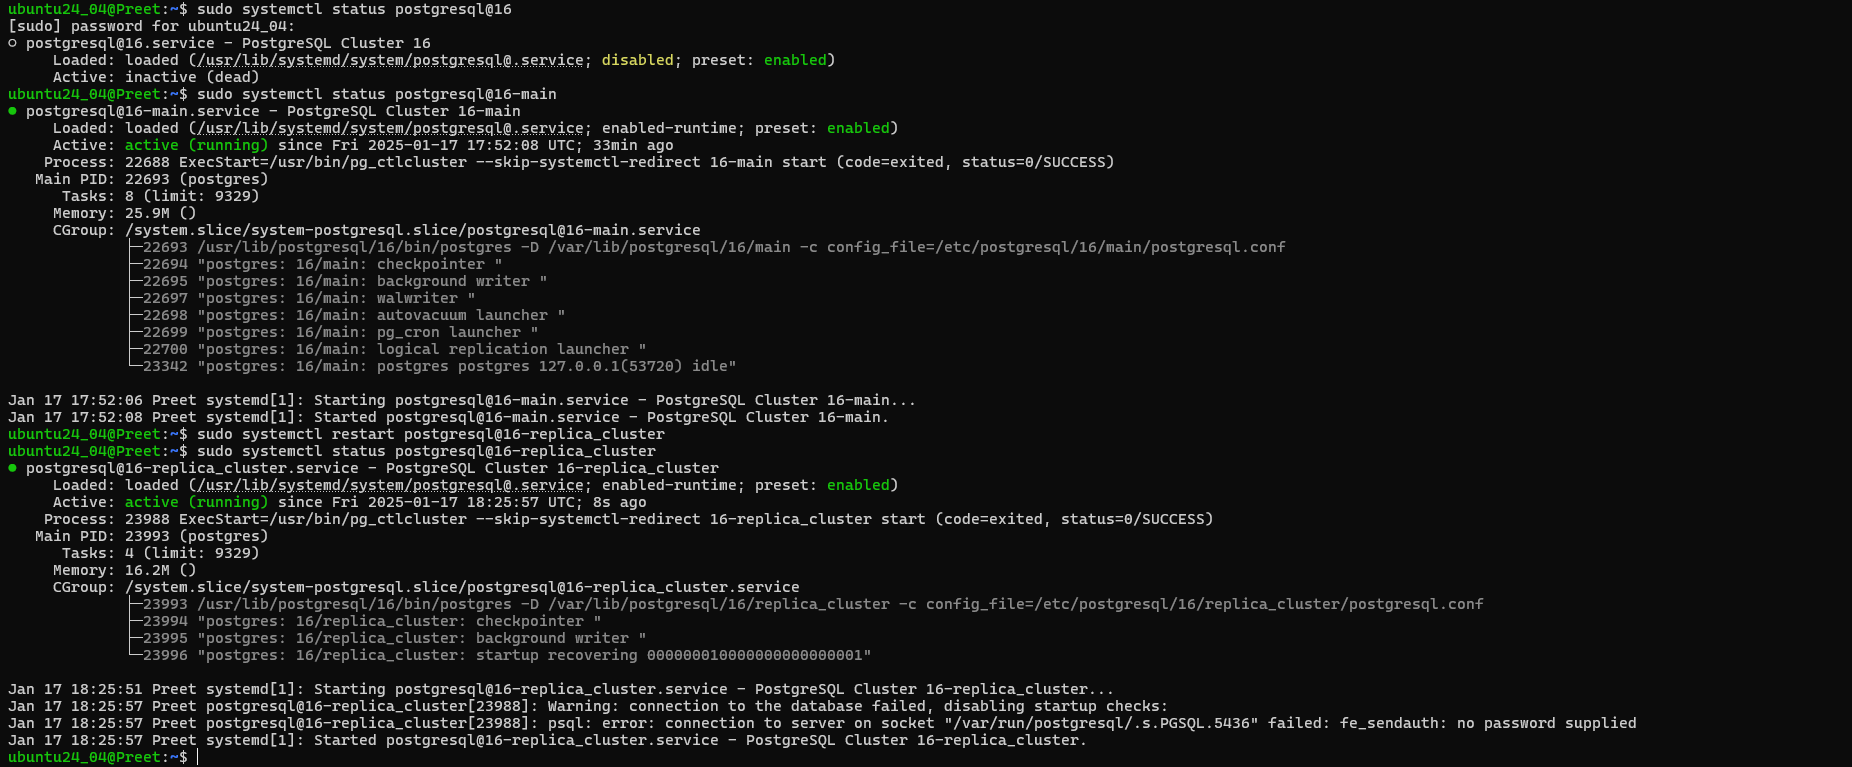 ubuntu24_04@Preet:~$ sudo systemctl status postgresql@16
[sudo] password for ubuntu24_04:
○ postgresql@16.service - PostgreSQL Cluster 16
     Loaded: loaded (/usr/lib/systemd/system/postgresql@.service; disabled; preset: enabled)
     Active: inactive (dead)
ubuntu24_04@Preet:~$ sudo systemctl status postgresql@16-main
● postgresql@16-main.service - PostgreSQL Cluster 16-main
     Loaded: loaded (/usr/lib/systemd/system/postgresql@.service; enabled-runtime; preset: enabled)
     Active: active (running) since Fri 2025-01-17 17:52:08 UTC; 33min ago
    Process: 22688 ExecStart=/usr/bin/pg_ctlcluster --skip-systemctl-redirect 16-main start (code=exited, status=0/SUCCESS)
   Main PID: 22693 (postgres)
      Tasks: 8 (limit: 9329)
     Memory: 25.9M ()
     CGroup: /system.slice/system-postgresql.slice/postgresql@16-main.service
             ├─22693 /usr/lib/postgresql/16/bin/postgres -D /var/lib/postgresql/16/main -c config_file=/etc/postgresql/16/main/postgresql.conf
             ├─22694 "postgres: 16/main: checkpointer "
             ├─22695 "postgres: 16/main: background writer "
             ├─22697 "postgres: 16/main: walwriter "
             ├─22698 "postgres: 16/main: autovacuum launcher "
             ├─22699 "postgres: 16/main: pg_cron launcher "
             ├─22700 "postgres: 16/main: logical replication launcher "
             └─23342 "postgres: 16/main: postgres postgres 127.0.0.1(53720) idle"

Jan 17 17:52:06 Preet systemd[1]: Starting postgresql@16-main.service - PostgreSQL Cluster 16-main...
Jan 17 17:52:08 Preet systemd[1]: Started postgresql@16-main.service - PostgreSQL Cluster 16-main.
ubuntu24_04@Preet:~$ sudo systemctl restart postgresql@16-replica_cluster
ubuntu24_04@Preet:~$ sudo systemctl status postgresql@16-replica_cluster
● postgresql@16-replica_cluster.service - PostgreSQL Cluster 16-replica_cluster
     Loaded: loaded (/usr/lib/systemd/system/postgresql@.service; enabled-runtime; preset: enabled)
     Active: active (running) since Fri 2025-01-17 18:25:57 UTC; 8s ago
    Process: 23988 ExecStart=/usr/bin/pg_ctlcluster --skip-systemctl-redirect 16-replica_cluster start (code=exited, status=0/SUCCESS)
   Main PID: 23993 (postgres)
      Tasks: 4 (limit: 9329)
     Memory: 16.2M ()
     CGroup: /system.slice/system-postgresql.slice/postgresql@16-replica_cluster.service
             ├─23993 /usr/lib/postgresql/16/bin/postgres -D /var/lib/postgresql/16/replica_cluster -c config_file=/etc/postgresql/16/replica_cluster/postgresql.conf
             ├─23994 "postgres: 16/replica_cluster: checkpointer "
             ├─23995 "postgres: 16/replica_cluster: background writer "
             └─23996 "postgres: 16/replica_cluster: startup recovering 000000010000000000000001"

Jan 17 18:25:51 Preet systemd[1]: Starting postgresql@16-replica_cluster.service - PostgreSQL Cluster 16-replica_cluster...
Jan 17 18:25:57 Preet postgresql@16-replica_cluster[23988]: Warning: connection to the database failed, disabling startup checks:
Jan 17 18:25:57 Preet postgresql@16-replica_cluster[23988]: psql: error: connection to server on socket "/var/run/postgresql/.s.PGSQL.5436" failed: fe_sendauth: no password supplied
Jan 17 18:25:57 Preet systemd[1]: Started postgresql@16-replica_cluster.service - PostgreSQL Cluster 16-replica_cluster.
ubuntu24_04@Preet:~$